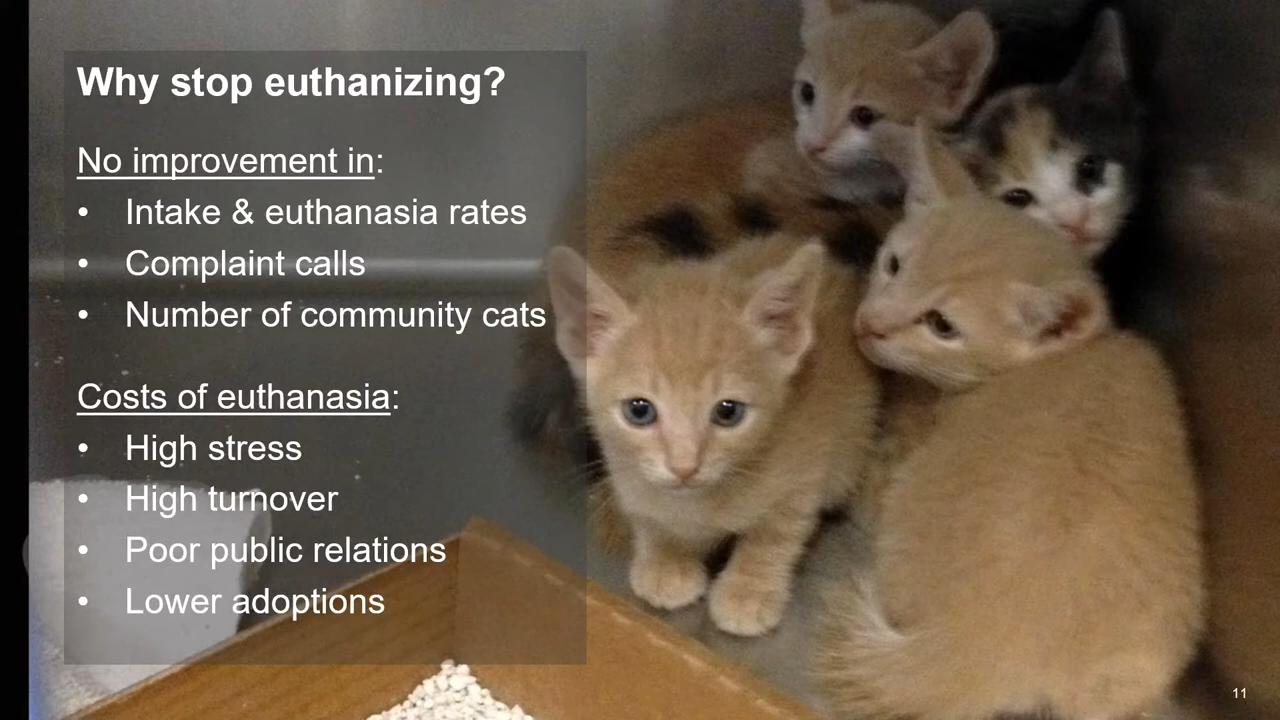 Why stop euthanizing?
No improvement in:
• Intake & euthanasia rates
• Complaint calls
• Number of community cats
Costs of euthanasia:
• High stress
• High turnover
• Poor public relations
• Lower adoptions
11